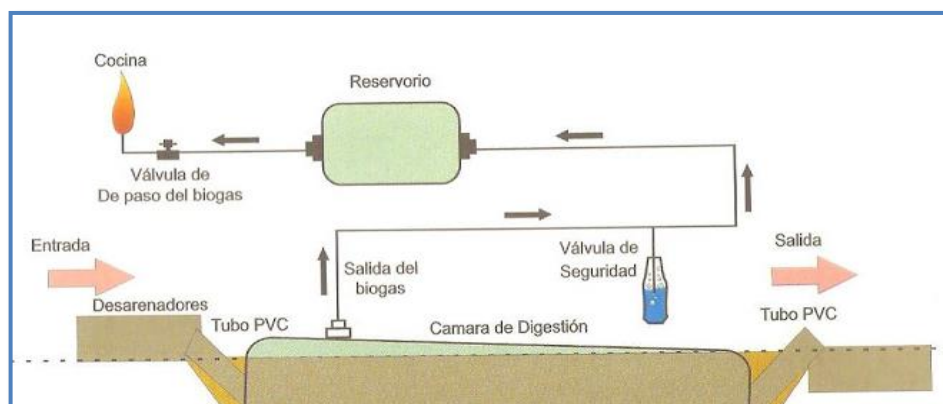 Cocina
Reservorio
Válvula de
De paso del biogas
Entrada
Salida del
biogas
Válvula de
Seguridad
Salida
Desarenadores
Tubo PVC
Camara de Digestión
Tubo PVC